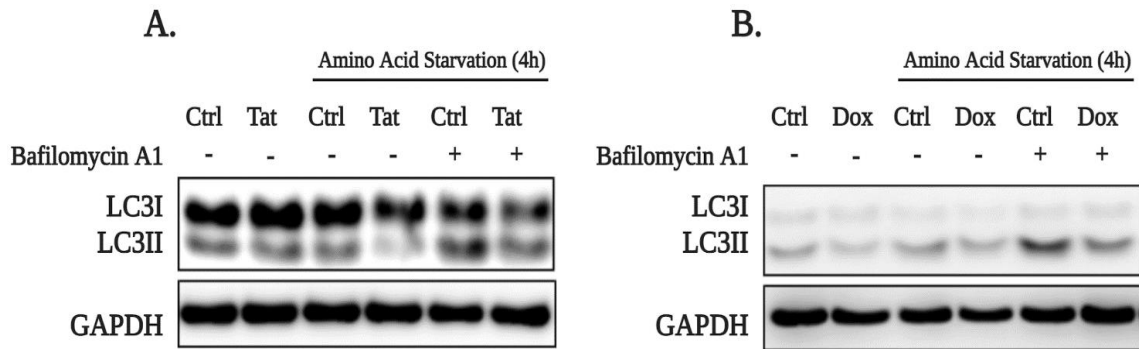 A.
Amino Acid Starvation (4h)
Ctrl Tat Ctrl Tat Ctrl Tat
Bafilomycin A1 - - - - + +
LC3I
LC3II
GAPDH
B.
Amino Acid Starvation (4h)
Ctrl Dox Ctrl Dox Ctrl Dox
Bafilomycin A1 - - - - + +
LC3I
LC3II
GAPDH